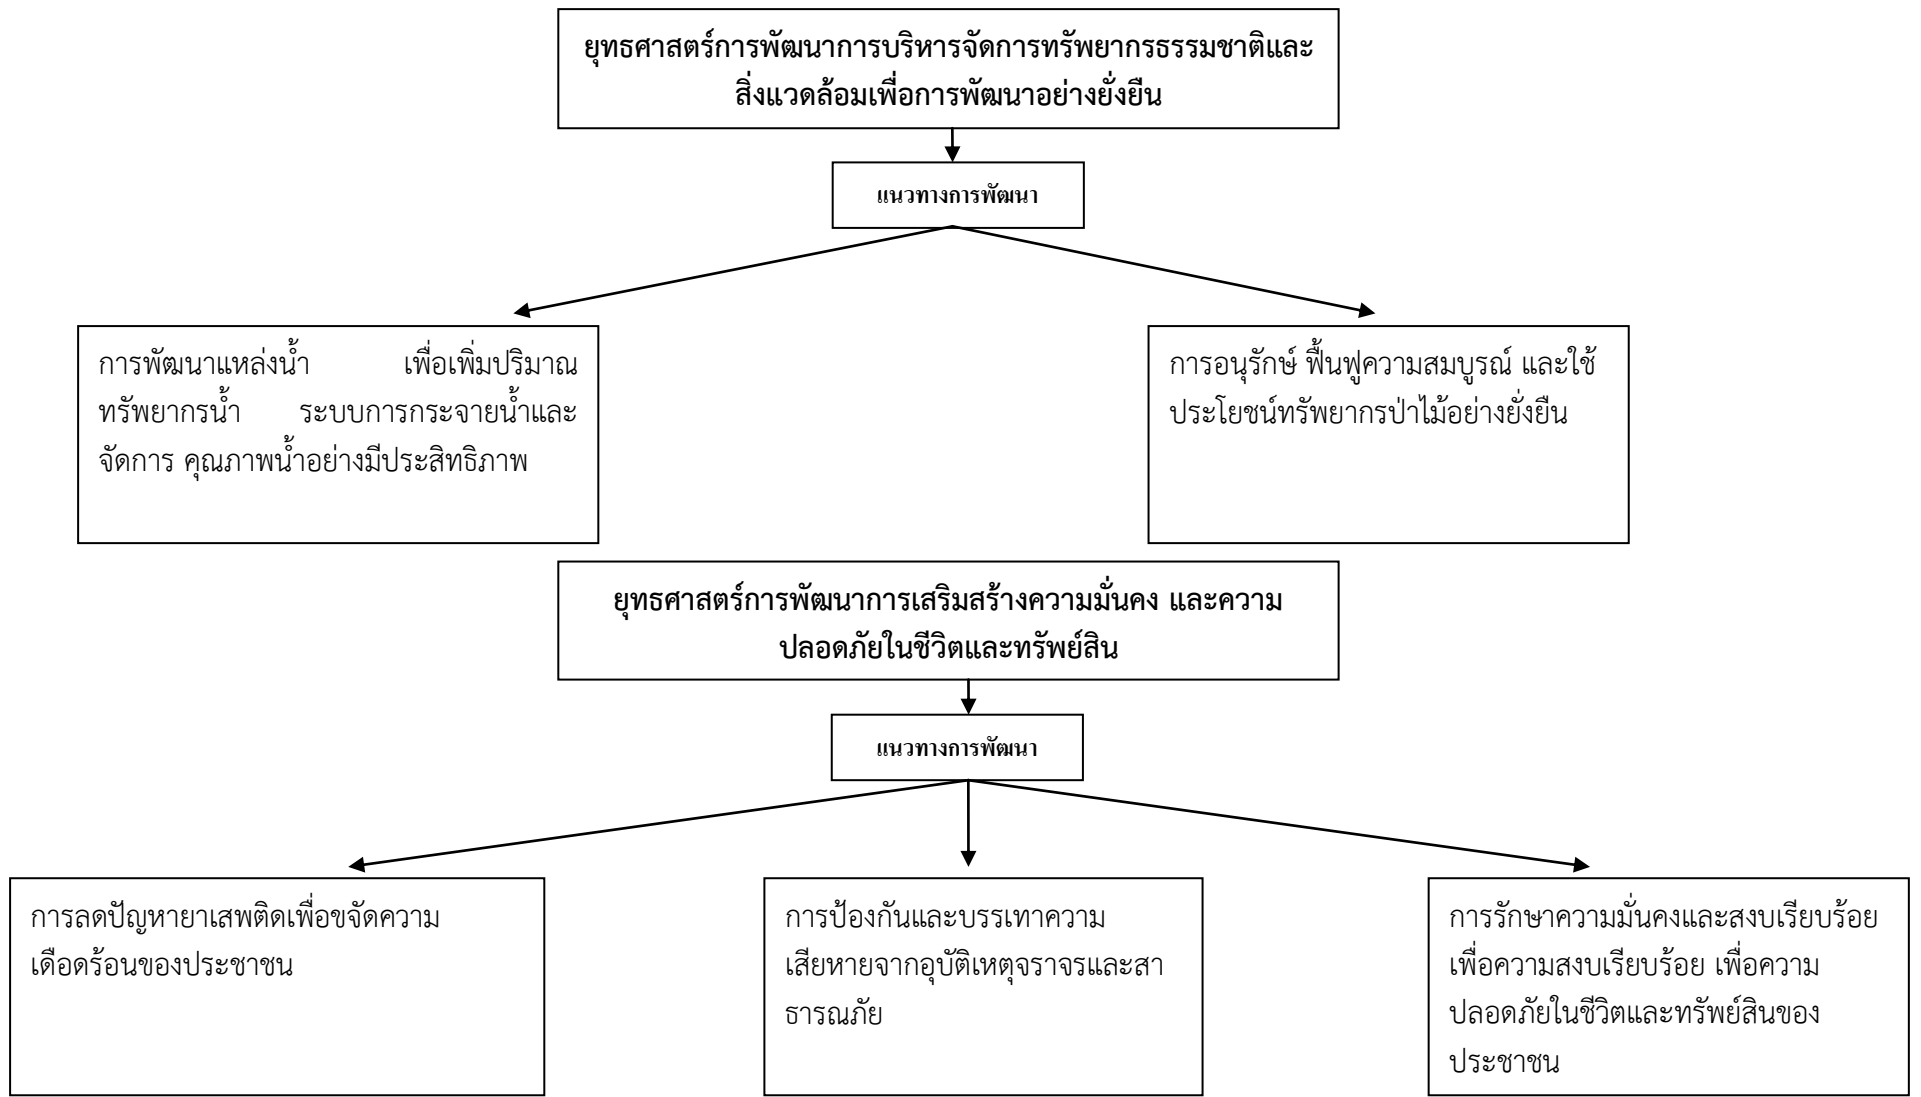 ยุทธศาสตร์การพัฒนาการบริหารจัดการทรัพยากรธรรมชาติและ
สิ่งแวดล้อมเพื่อการพัฒนาอย่างยั่งยืน
แนวทางการพัฒนา
การพัฒนาแหล่งน้ำ เพื่อเพิ่มปริมาณ
ทรัพยากรน้ำ ระบบการกระจายน้ำและ
จัดการ คุณภาพน้ำอย่างมีประสิทธิภาพ
การอนุรักษ์ ฟื้นฟูความสมบูรณ์ และใช้
ประโยชน์ทรัพยากรป่าไม้อย่างยั่งยืน
ยุทธศาสตร์การพัฒนาการเสริมสร้างความมั่นคง และความ
ปลอดภัยในชีวิตและทรัพย์สิน
แนวทางการพัฒนา
การลดปัญหายาเสพติดเพื่อขจัดความ
เดือดร้อนของประชาชน
การป้องกันและบรรเทาความ
เสียหายจากอุบัติเหตุจราจรและสา
ธารณภัย
การรักษาความมั่นคงและสงบเรียบร้อย
เพื่อความสงบเรียบร้อย เพื่อความ
ปลอดภัยในชีวิตและทรัพย์สินของ
ประชาชน